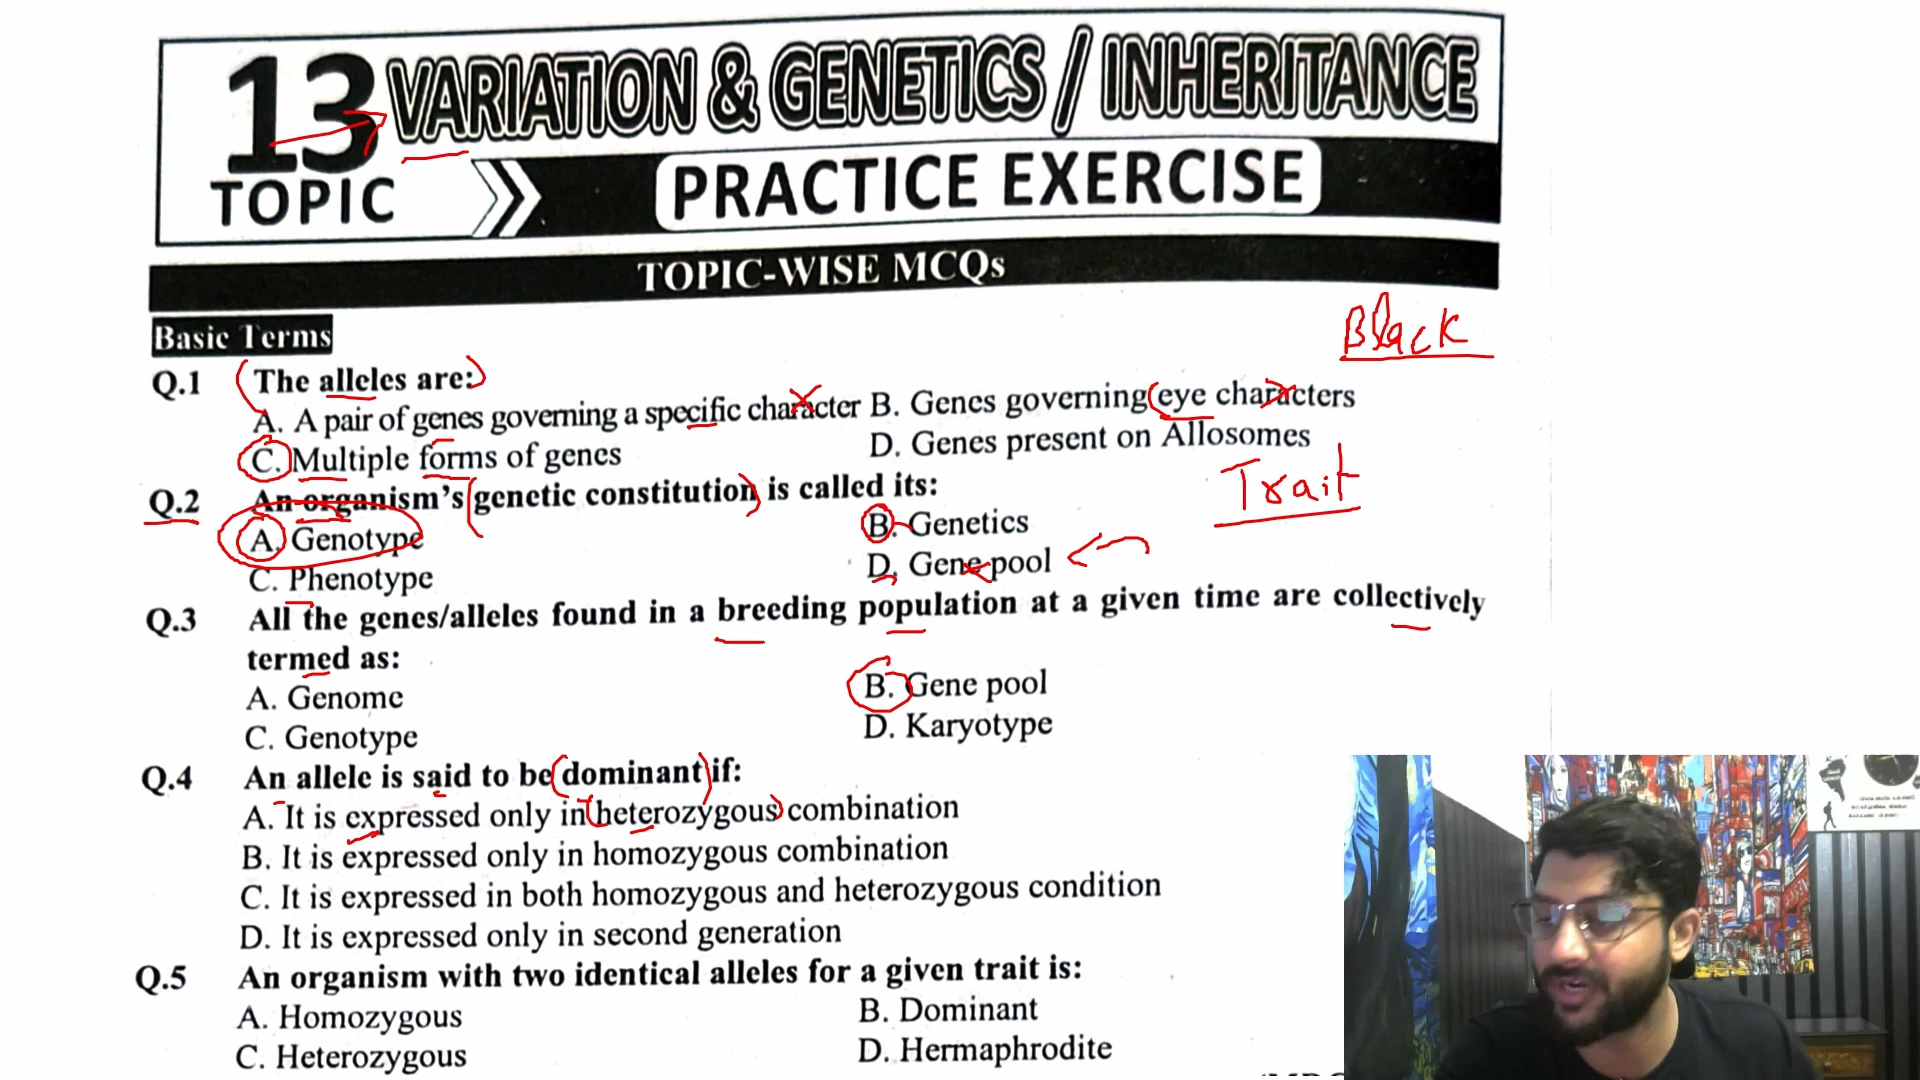 13 VARIATION & GENETICS / INHERITANCE
TOPIC PRACTICE EXERCISE
TOPIC-WISE MCQs
Basic Terms
Black
Q.1 The alleles are:
A. A pair of genes governing a specific character B. Genes governing eye characters
C. Multiple forms of genes D. Genes present on Allosomes
Trait
Q.2 An organism's genetic constitution is called its:
A. Genotype B. Genetics
C. Phenotype D. Gene pool
Q.3 All the genes/alleles found in a breeding population at a given time are collectively
termed as:
A. Genome B. Gene pool
C. Genotype D. Karyotype
Q.4 An allele is said to be dominant if:
A. It is expressed only in heterozygous combination
B. It is expressed only in homozygous combination
C. It is expressed in both homozygous and heterozygous condition
D. It is expressed only in second generation
Q.5 An organism with two identical alleles for a given trait is:
A. Homozygous B. Dominant
C. Heterozygous D. Hermaphrodite